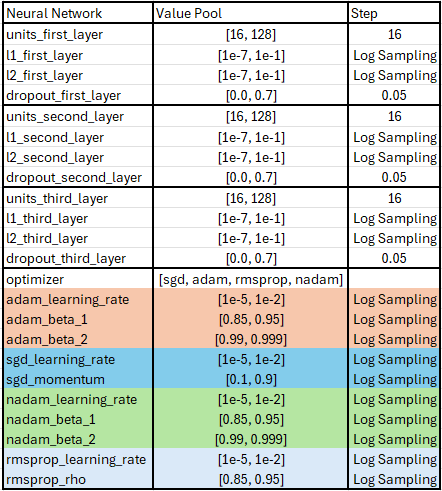 Neural Network Value Pool Step
units_first_layer [16, 128] 16
l1_first_layer [1e-7, 1e-1] Log Sampling
l2_first_layer [1e-7, 1e-1] Log Sampling
dropout_first_layer [0.0, 0.7] 0.05
units_second_layer [16, 128] 16
l1_second_layer [1e-7, 1e-1] Log Sampling
l2_second_layer [1e-7, 1e-1] Log Sampling
dropout_second_layer [0.0, 0.7] 0.05
units_third_layer [16, 128] 16
l1_third_layer [1e-7, 1e-1] Log Sampling
l2_third_layer [1e-7, 1e-1] Log Sampling
dropout_third_layer [0.0, 0.7] 0.05
optimizer [sgd, adam, rmsprop, nadam]
adam_learning_rate [1e-5, 1e-2] Log Sampling
adam_beta_1 [0.85, 0.95] Log Sampling
adam_beta_2 [0.99, 0.999] Log Sampling
sgd_learning_rate [1e-5, 1e-2] Log Sampling
sgd_momentum [0.1, 0.9] Log Sampling
nadam_learning_rate [1e-5, 1e-2] Log Sampling
nadam_beta_1 [0.85, 0.95] Log Sampling
nadam_beta_2 [0.99, 0.999] Log Sampling
rmsprop_learning_rate [1e-5, 1e-2] Log Sampling
rmsprop_rho [0.85, 0.95] Log Sampling